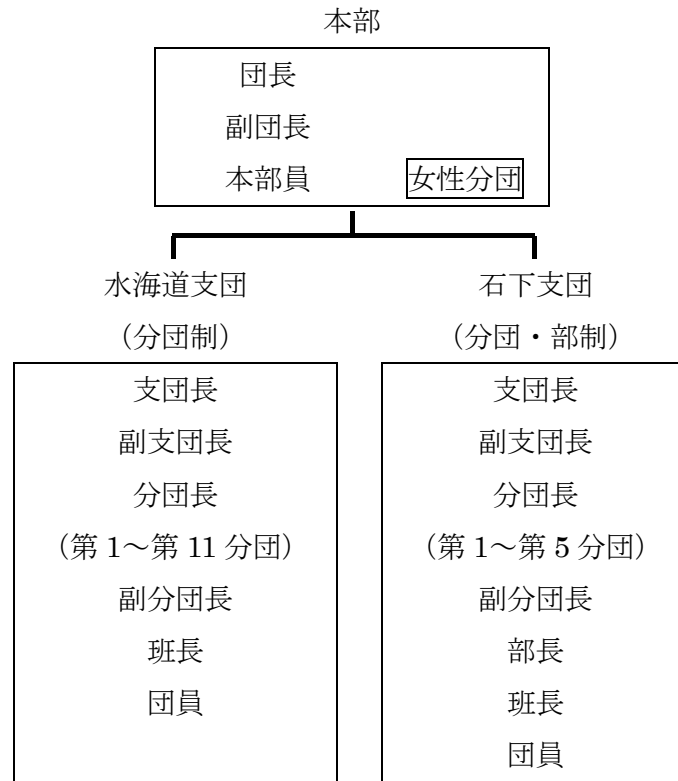 本部
団長
副団長
本部員 女性分団
水海道支団
（分団制）
支団長
副支団長
分団長
（第 1～第 11 分団）
副分団長
班長
団員
石下支団
（分団・部制）
支団長
副支団長
分団長
（第 1～第 5 分団）
副分団長
部長
班長
団員